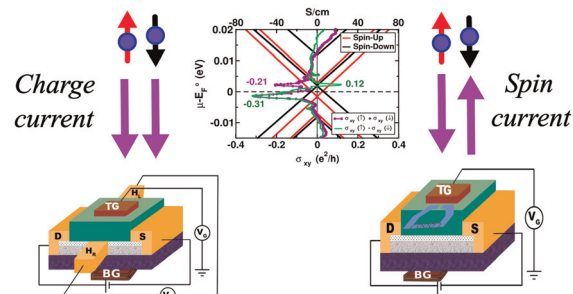 Charge
current
S/cm
-80 -40 0 40 80
0.02
0.01
0
-0.01
μ-E_F° (eV)
Spin-Up
Spin-Down
-0.21
0.12
-0.31
σ_xy (↑) + σ_xy (↓)
σ_xy (↑) - σ_xy (↓)
-0.4 -0.2 0 0.2 0.4
σ_xy (e²/h)
Spin
current
H
TG
D
S
V_G
H_R
BG
V
TG
D
S
V_G
BG